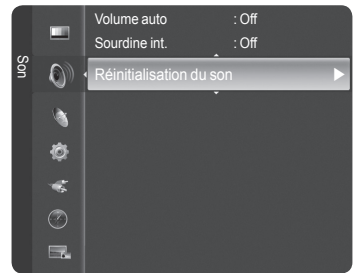 Son
Volume auto : Off
Sourdine int. : Off
Réinitialisation du son